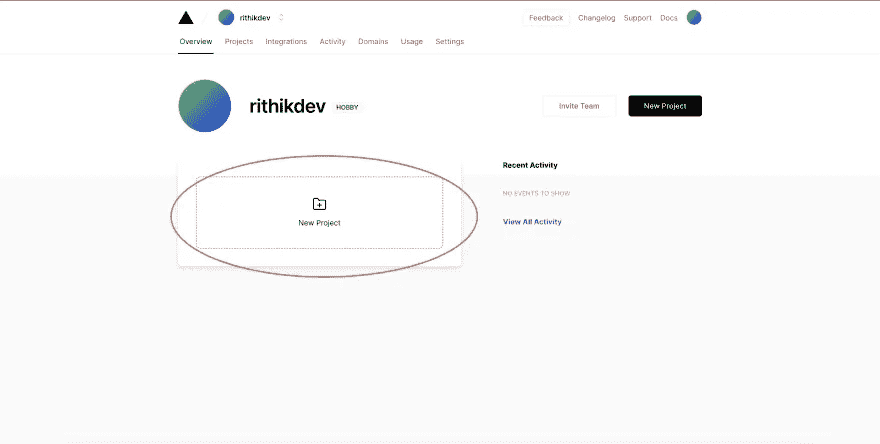 rithikdev
Feedback
Changelog
Support
Docs
Overview
Projects
Integrations
Activity
Domains
Usage
Settings
rithikdev
HOBBY
Invite Team
New Project
New Project
Recent Activity
NO EVENTS TO SHOW
View All Activity